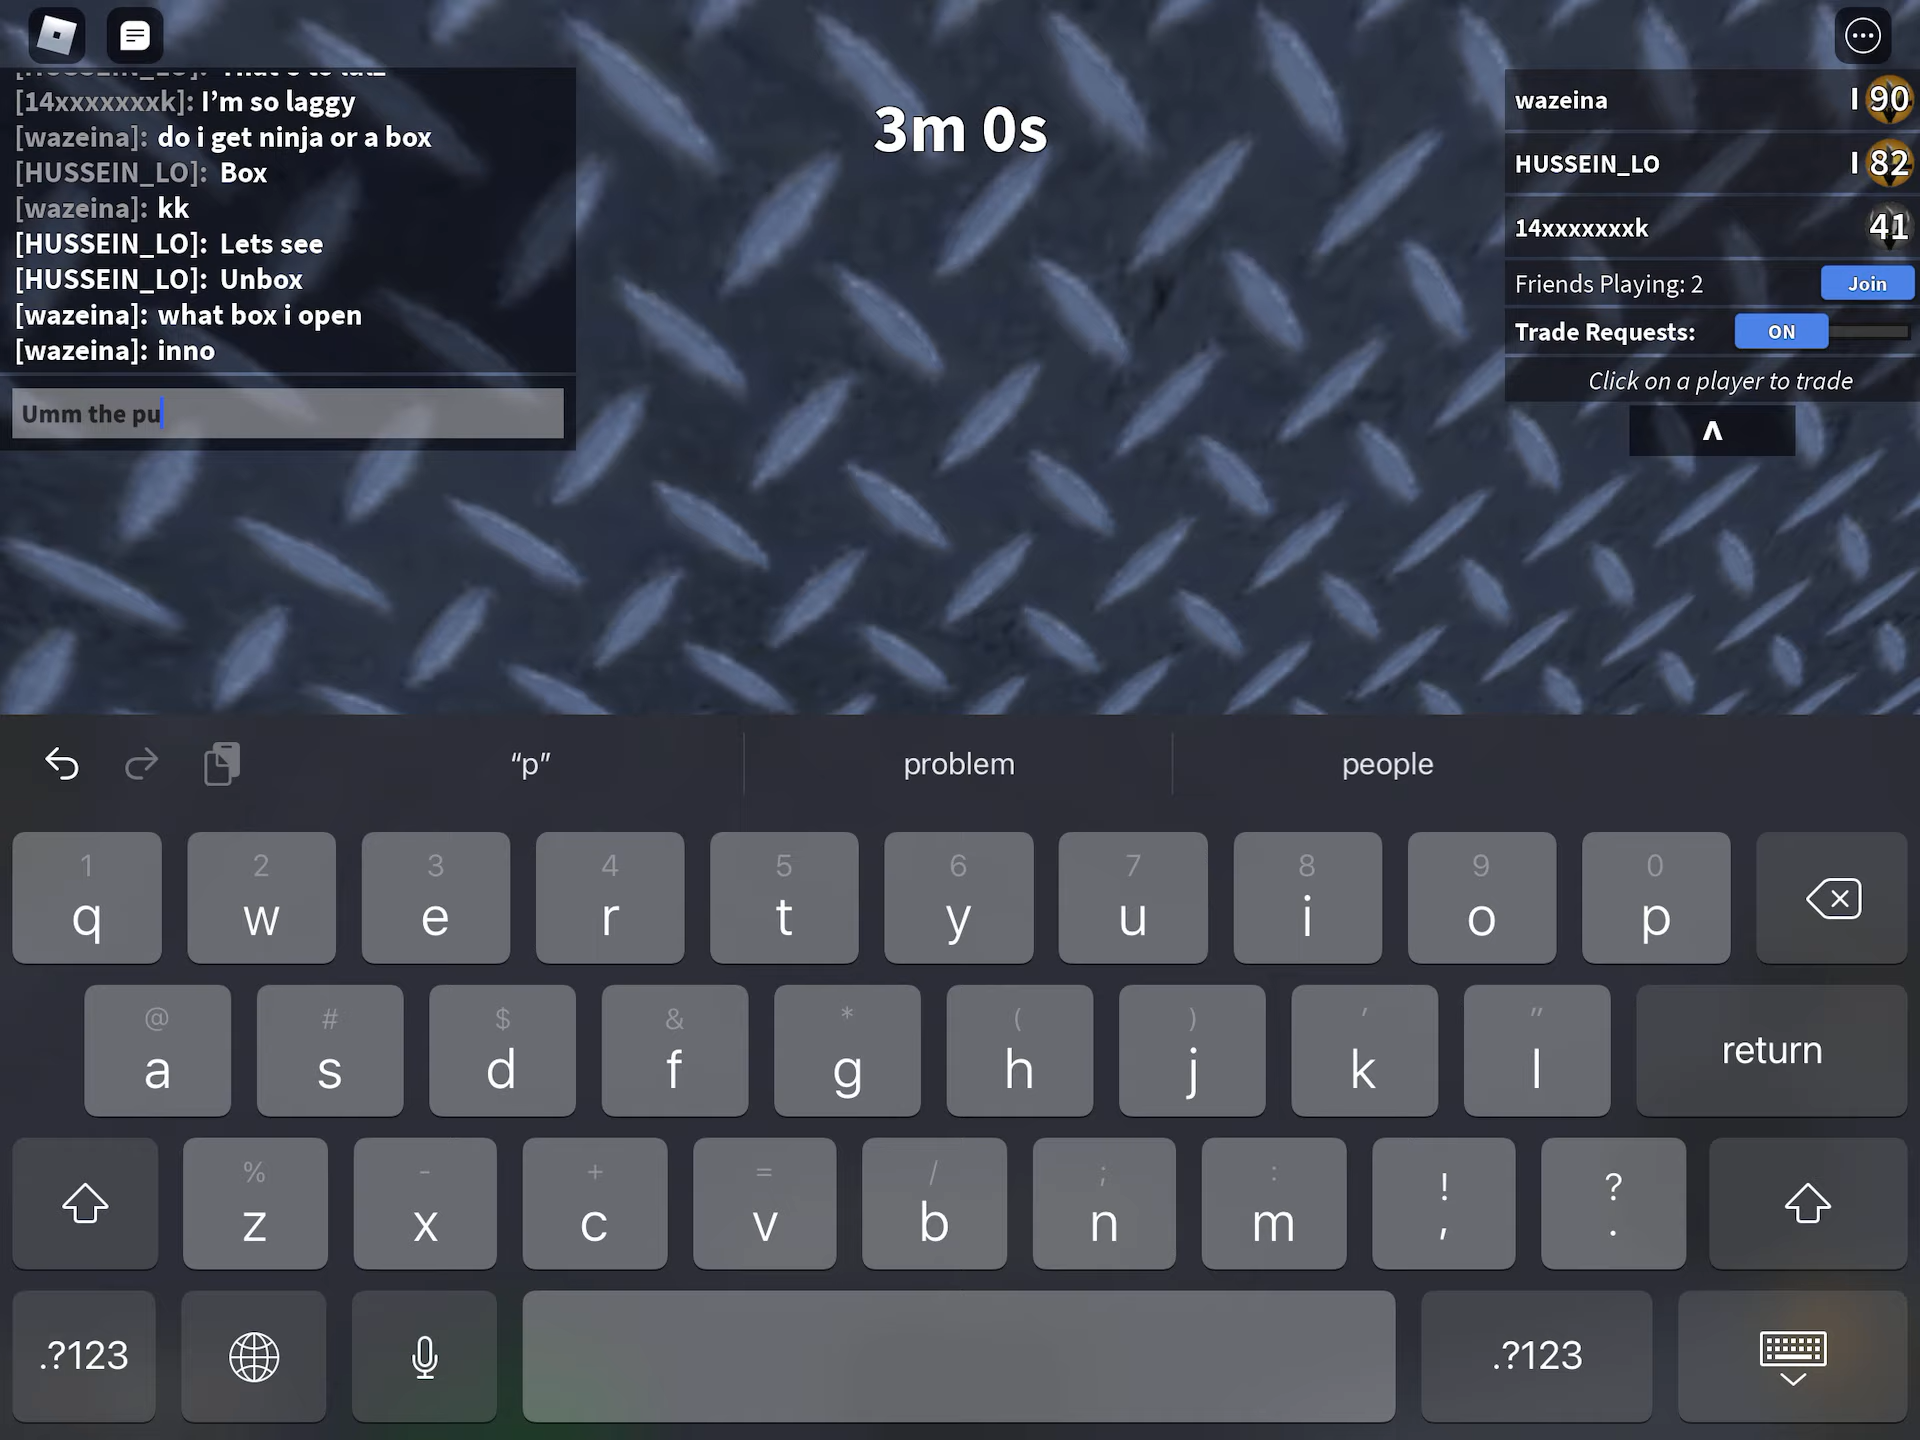 [14xxxxxxxk]: I'm so laggy
[wazeina]: do i get ninja or a box
[HUSSEIN_LO]: Box
[wazeina]: kk
[HUSSEIN_LO]: Lets see
[HUSSEIN_LO]: Unbox
[wazeina]: what box i open
[wazeina]: inno
Umm the pu
3m 0s
wazeina I 90
HUSSEIN_LO I 82
14xxxxxxxk 41
Friends Playing: 2 Join
Trade Requests: ON
Click on a player to trade
“p” problem people
1 2 3 4 5 6 7 8 9 0
q w e r t y u i o p
@ # $ & * ( ) ' "
a s d f g h j k l return
% - + = / ; : ! ?
z x c v b n m , .
.?123 .?123